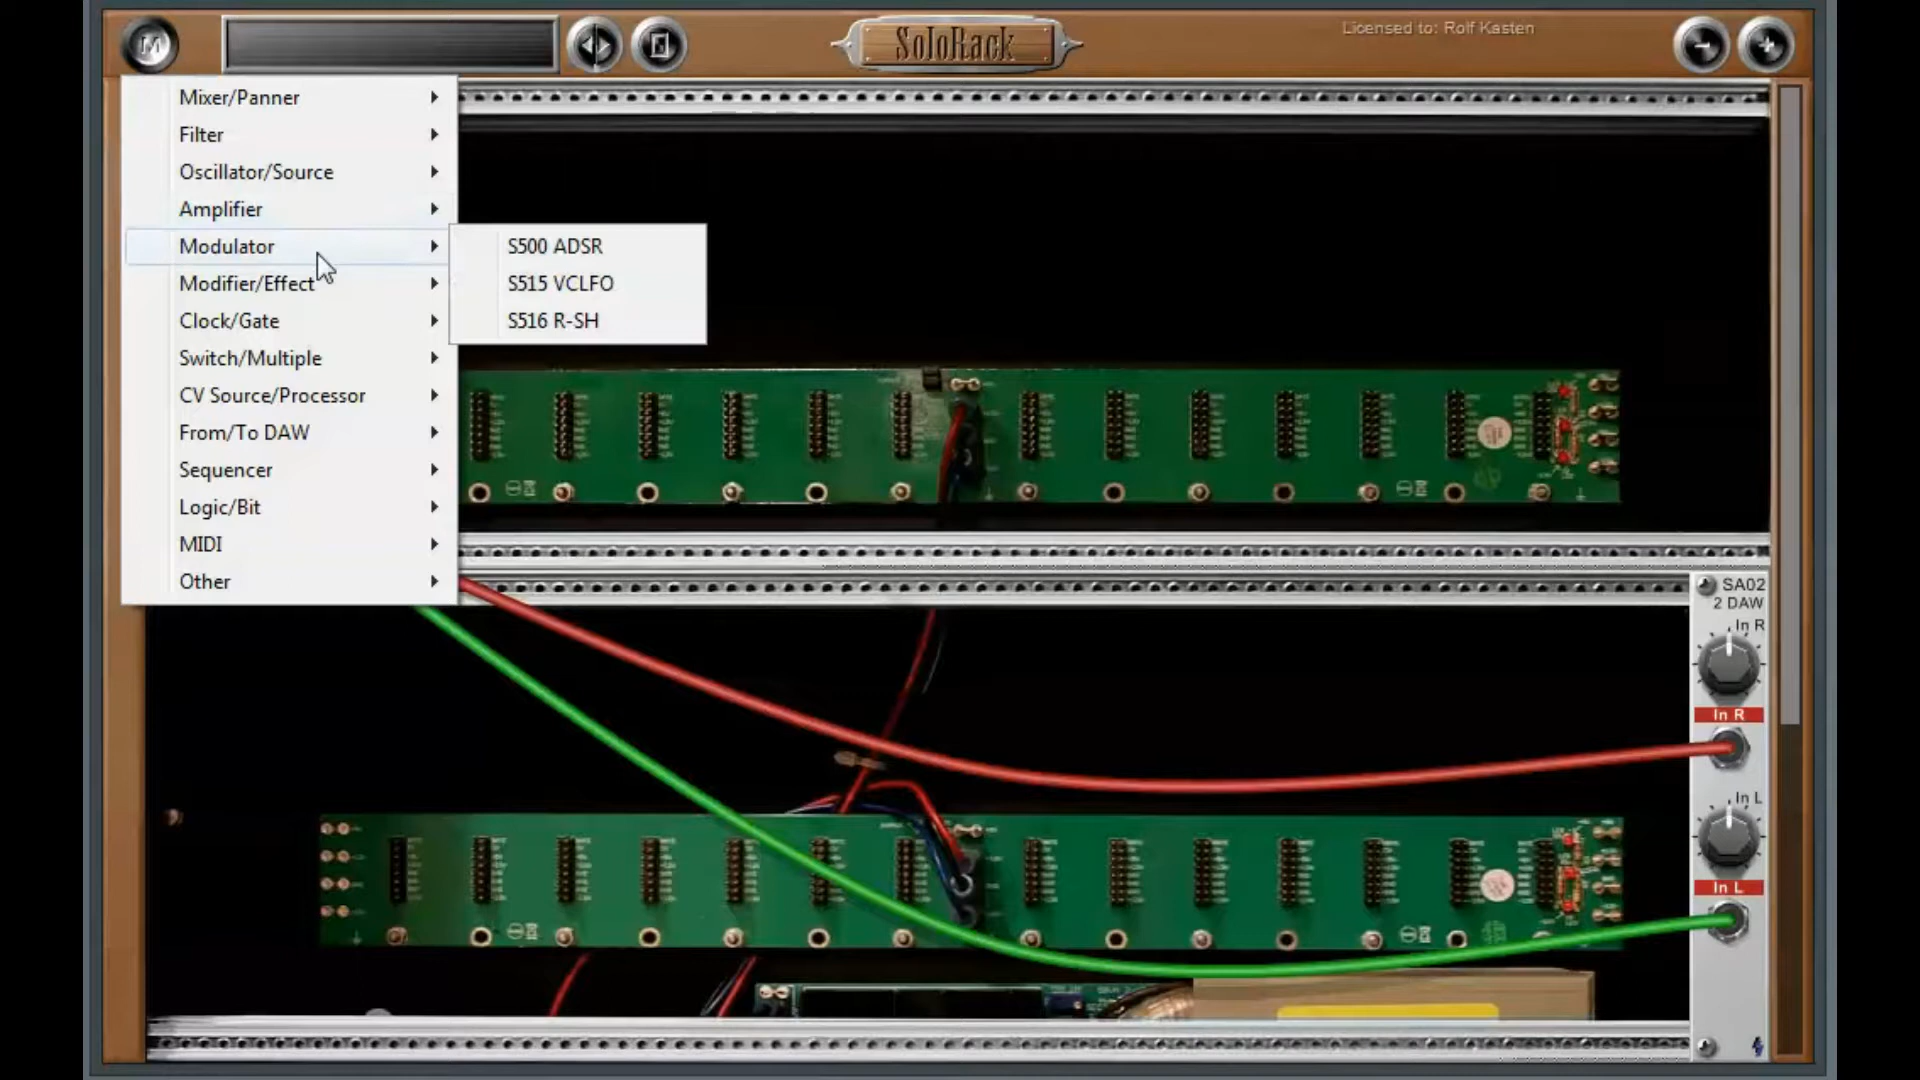 M
SoloRack
Licensed to: Rolf Kasten
Mixer/Panner
Filter
Oscillator/Source
Amplifier
Modulator
Modifier/Effect
Clock/Gate
Switch/Multiple
CV Source/Processor
From/To DAW
Sequencer
Logic/Bit
MIDI
Other
S500 ADSR
S515 VCLFO
S516 R-SH
SA02
2 DAW
In R
In R
In L
In L